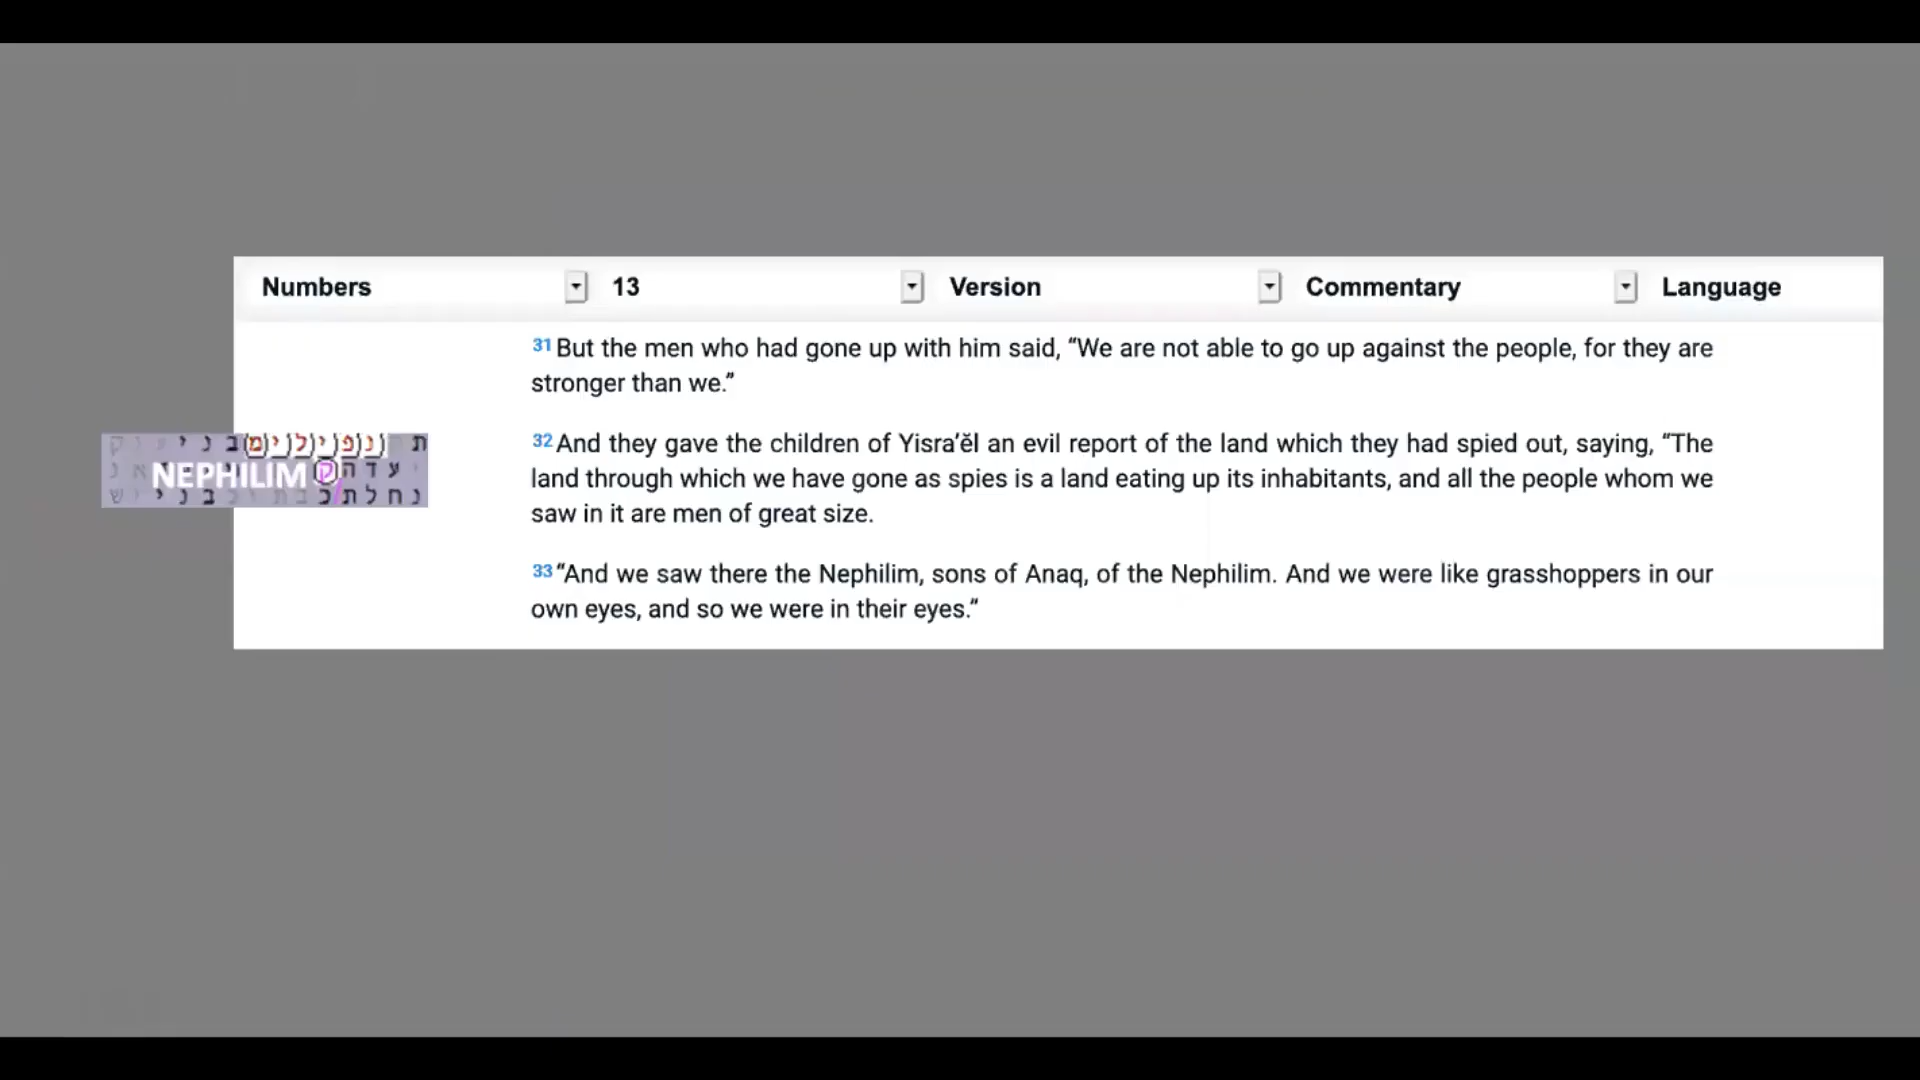 Numbers 13 Version Commentary Language
31 But the men who had gone up with him said, “We are not able to go up against the people, for they are
stronger than we.”
32 And they gave the children of Yisra’ĕl an evil report of the land which they had spied out, saying, “The
land through which we have gone as spies is a land eating up its inhabitants, and all the people whom we
saw in it are men of great size.
33 “And we saw there the Nephilim, sons of Anaq, of the Nephilim. And we were like grasshoppers in our
own eyes, and so we were in their eyes.“
ת נ פ י ל י מ ב נ י
NEPHILIM ק ה ד ע
נ ח ל ת כ ב נ י